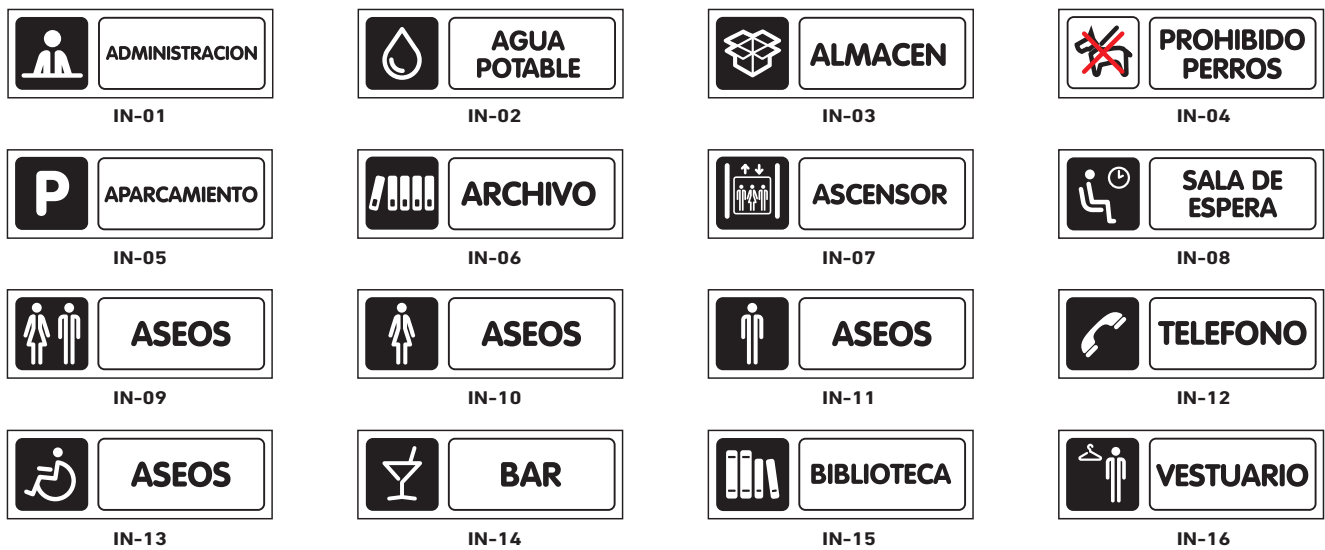 ADMINISTRACION
IN-01
AGUA
POTABLE
IN-02
ALMACEN
IN-03
PROHIBIDO
PERROS
IN-04
P
APARCAMIENTO
IN-05
ARCHIVO
IN-06
ASCENSOR
IN-07
SALA DE
ESPERA
IN-08
ASEOS
IN-09
ASEOS
IN-10
ASEOS
IN-11
TELEFONO
IN-12
ASEOS
IN-13
BAR
IN-14
BIBLIOTECA
IN-15
VESTUARIO
IN-16